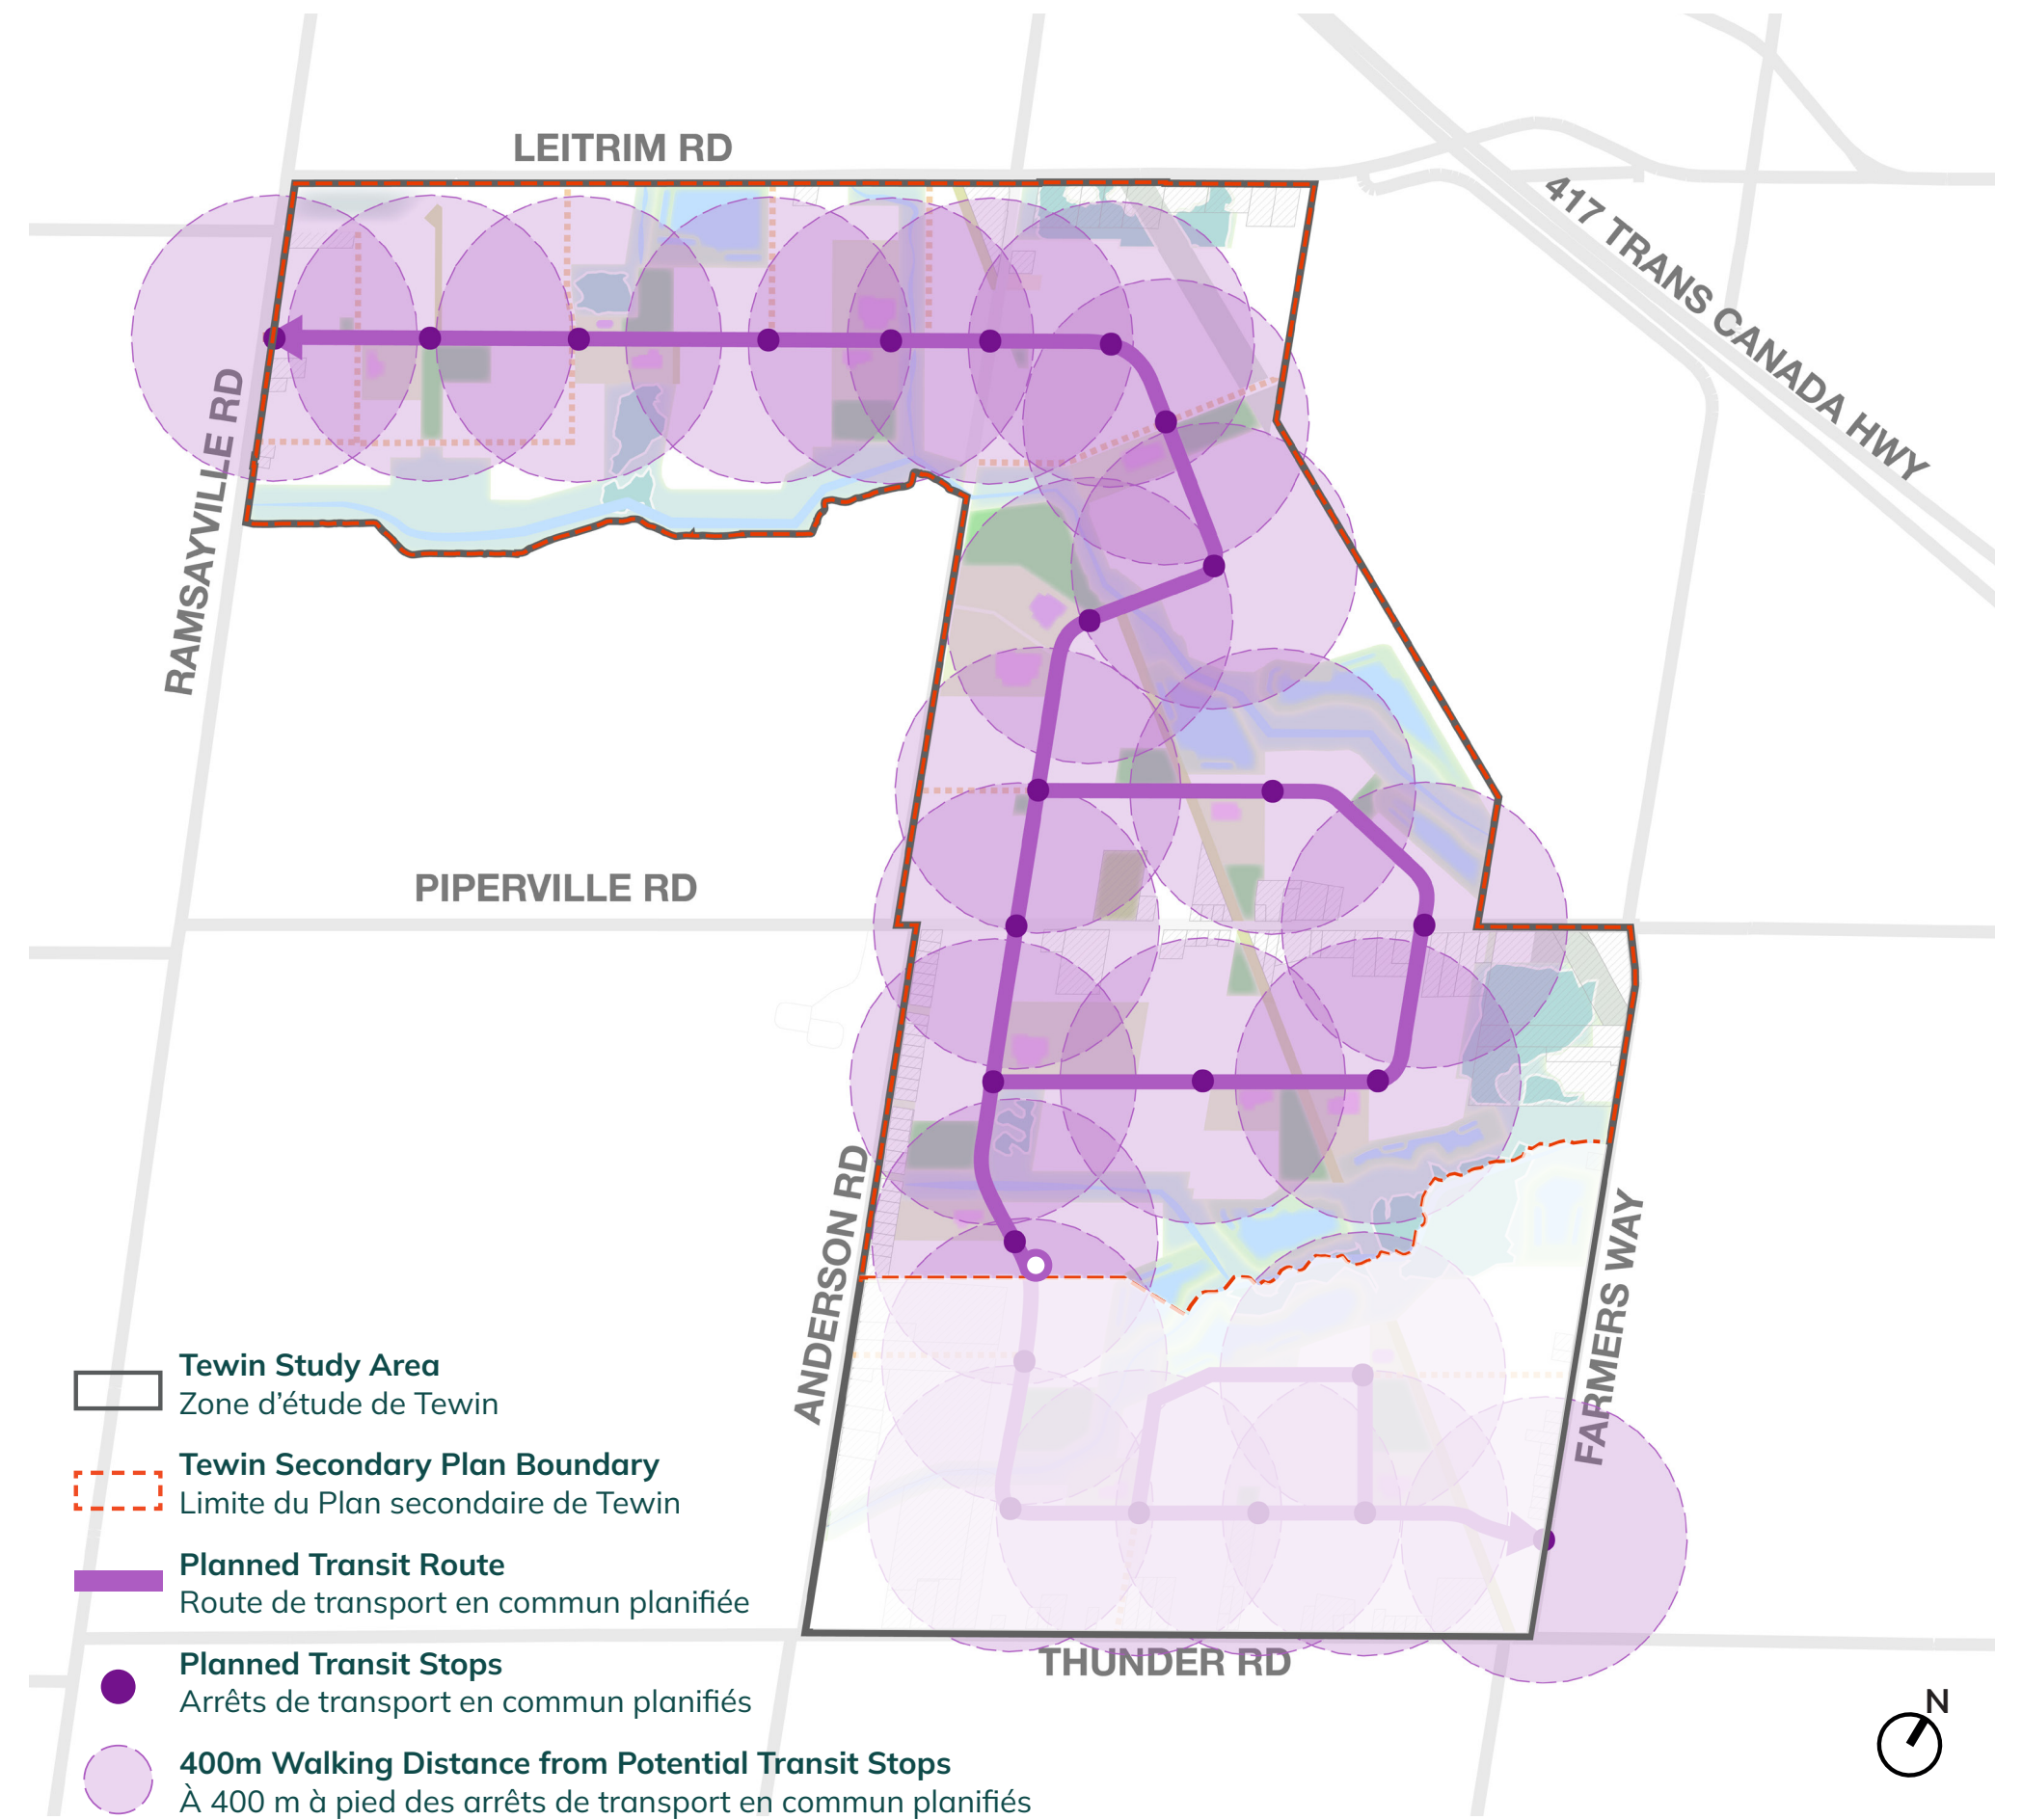 LEITRIM RD
417 TRANS CANADA HWY
RAMSAYVILLE RD
PIPERVILLE RD
ANDERSON RD
FARMERS WAY
THUNDER RD
Tewin Study Area
Zone d'étude de Tewin
Tewin Secondary Plan Boundary
Limite du Plan secondaire de Tewin
Planned Transit Route
Route de transport en commun planifiée
Planned Transit Stops
Arrêts de transport en commun planifiés
400m Walking Distance from Potential Transit Stops
À 400 m à pied des arrêts de transport en commun planifiés
N